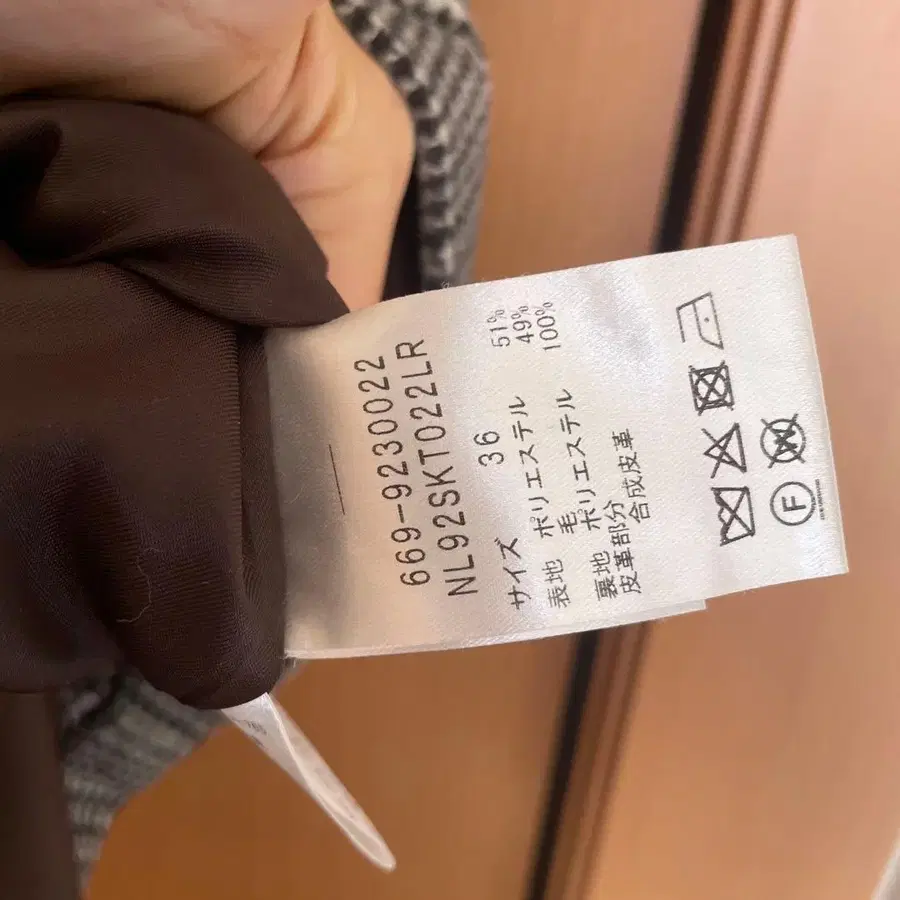 669-9230022
NL92SKT022LR
サイズ 36
表地 ポリエステル 51%
毛 49%
裏地 ポリエステル 100%
皮革部分 合成皮革
F
W